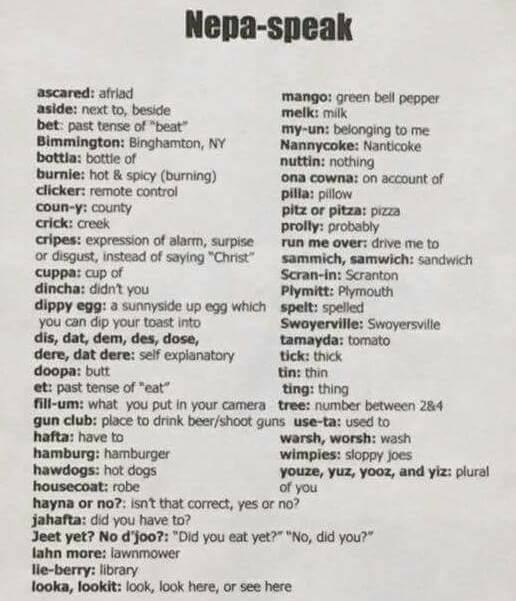 Nepa-speak
ascared: afriad
aside: next to, beside
bet: past tense of "beat"
Bimmington: Binghamton, NY
bottla: bottle of
burnie: hot & spicy (burning)
clicker: remote control
coun-y: county
crick: creek
cripes: expression of alarm, surpise
or disgust, instead of saying "Christ"
cuppa: cup of
dincha: didn't you
dippy egg: a sunnyside up egg which
you can dip your toast into
dis, dat, dem, des, dose,
dere, dat dere: self explanatory
doopa: butt
et: past tense of "eat"
fill-um: what you put in your camera
gun club: place to drink beer/shoot guns
hafta: have to
hamburg: hamburger
hawdogs: hot dogs
housecoat: robe
hayna or no?: isn't that correct, yes or no?
jahafta: did you have to?
Jeet yet? No d'joo?: "Did you eat yet?" "No, did you?"
lahn more: lawnmower
lie-berry: library
looka, lookit: look, look here, or see here
mango: green bell pepper
melk: milk
my-un: belonging to me
Nannycoke: Nanticoke
nuttin: nothing
ona cowna: on account of
pilla: pillow
pitz or pitza: pizza
prolly: probably
run me over: drive me to
sammich, samwich: sandwich
Scran-in: Scranton
Plymitt: Plymouth
spelt: spelled
Swoyerville: Swoyersville
tamayda: tomato
tick: thick
tin: thin
ting: thing
tree: number between 2&4
use-ta: used to
warsh, worsh: wash
wimpies: sloppy joes
youze, yuz, yooz, and yiz: plural
of you